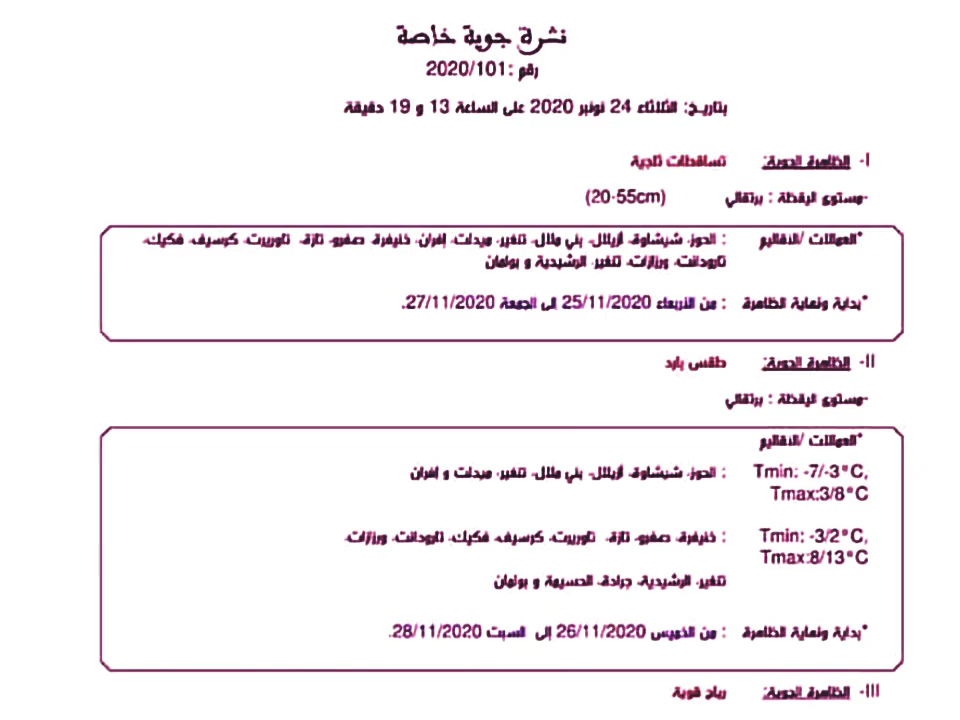 نشرة جوية خاصة
رقم :2020/101
بتاريخ: الثلاثاء 24 نونبر 2020 على الساعة 13 و 19 دقيقة
I- الظاهرة الجوية: تساقطات ثلجية
-مستوى اليقظة : برتقالي (20-55cm)
*العمالات /الاقاليم : الحوز، شيشاوة، أزيلال، بني ملال، تنغير، ميدلت، إفران، خنيفرة، صفرو، تازة، تاوريرت، كرسيف، فكيك،
تارودانت، ورزازات، تنغير، الرشيدية و بولمان
*بداية ونهاية الظاهرة : من الاربعاء 25/11/2020 إلى الجمعة 27/11/2020.
II- الظاهرة الجوية: طقس بارد
-مستوى اليقظة : برتقالي
*العمالات /الاقاليم
Tmin: -7/-3°C, : الحوز، شيشاوة، أزيلال، بني ملال، تنغير، ميدلت و إفران
Tmax:3/8°C
Tmin: -3/2°C, : خنيفرة، صفرو، تازة، تاوريرت، كرسيف، فكيك، تارودانت، ورزازات،
Tmax:8/13°C
تنغير، الرشيدية، جرادة، الحسيمة و بولمان
*بداية ونهاية الظاهرة : من الخميس 26/11/2020 إلى السبت 28/11/2020.
III- الظاهرة الجوية: رياح قوية